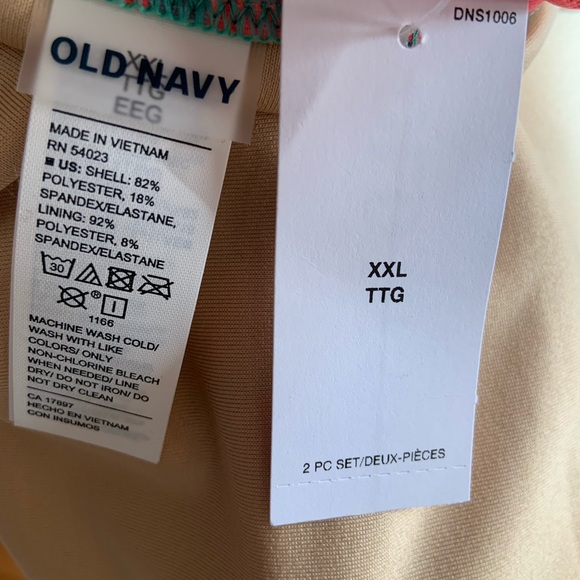 OLD NAVY
XXL
TTG
EEG
MADE IN VIETNAM
RN 54023
US: SHELL: 82%
POLYESTER, 18%
SPANDEX/ELASTANE,
LINING: 92%
POLYESTER, 8%
SPANDEX/ELASTANE
30
®
1166
MACHINE WASH COLD/
WASH WITH LIKE
COLORS/ ONLY
NON-CHLORINE BLEACH
WHEN NEEDED/ LINE
DRY/ DO NOT IRON/ DO
NOT DRY CLEAN
CA 17897
HECHO EN VIETNAM
CON INSUMOS
DNS1006
XXL
TTG
2 PC SET/DEUX-PIÈCES